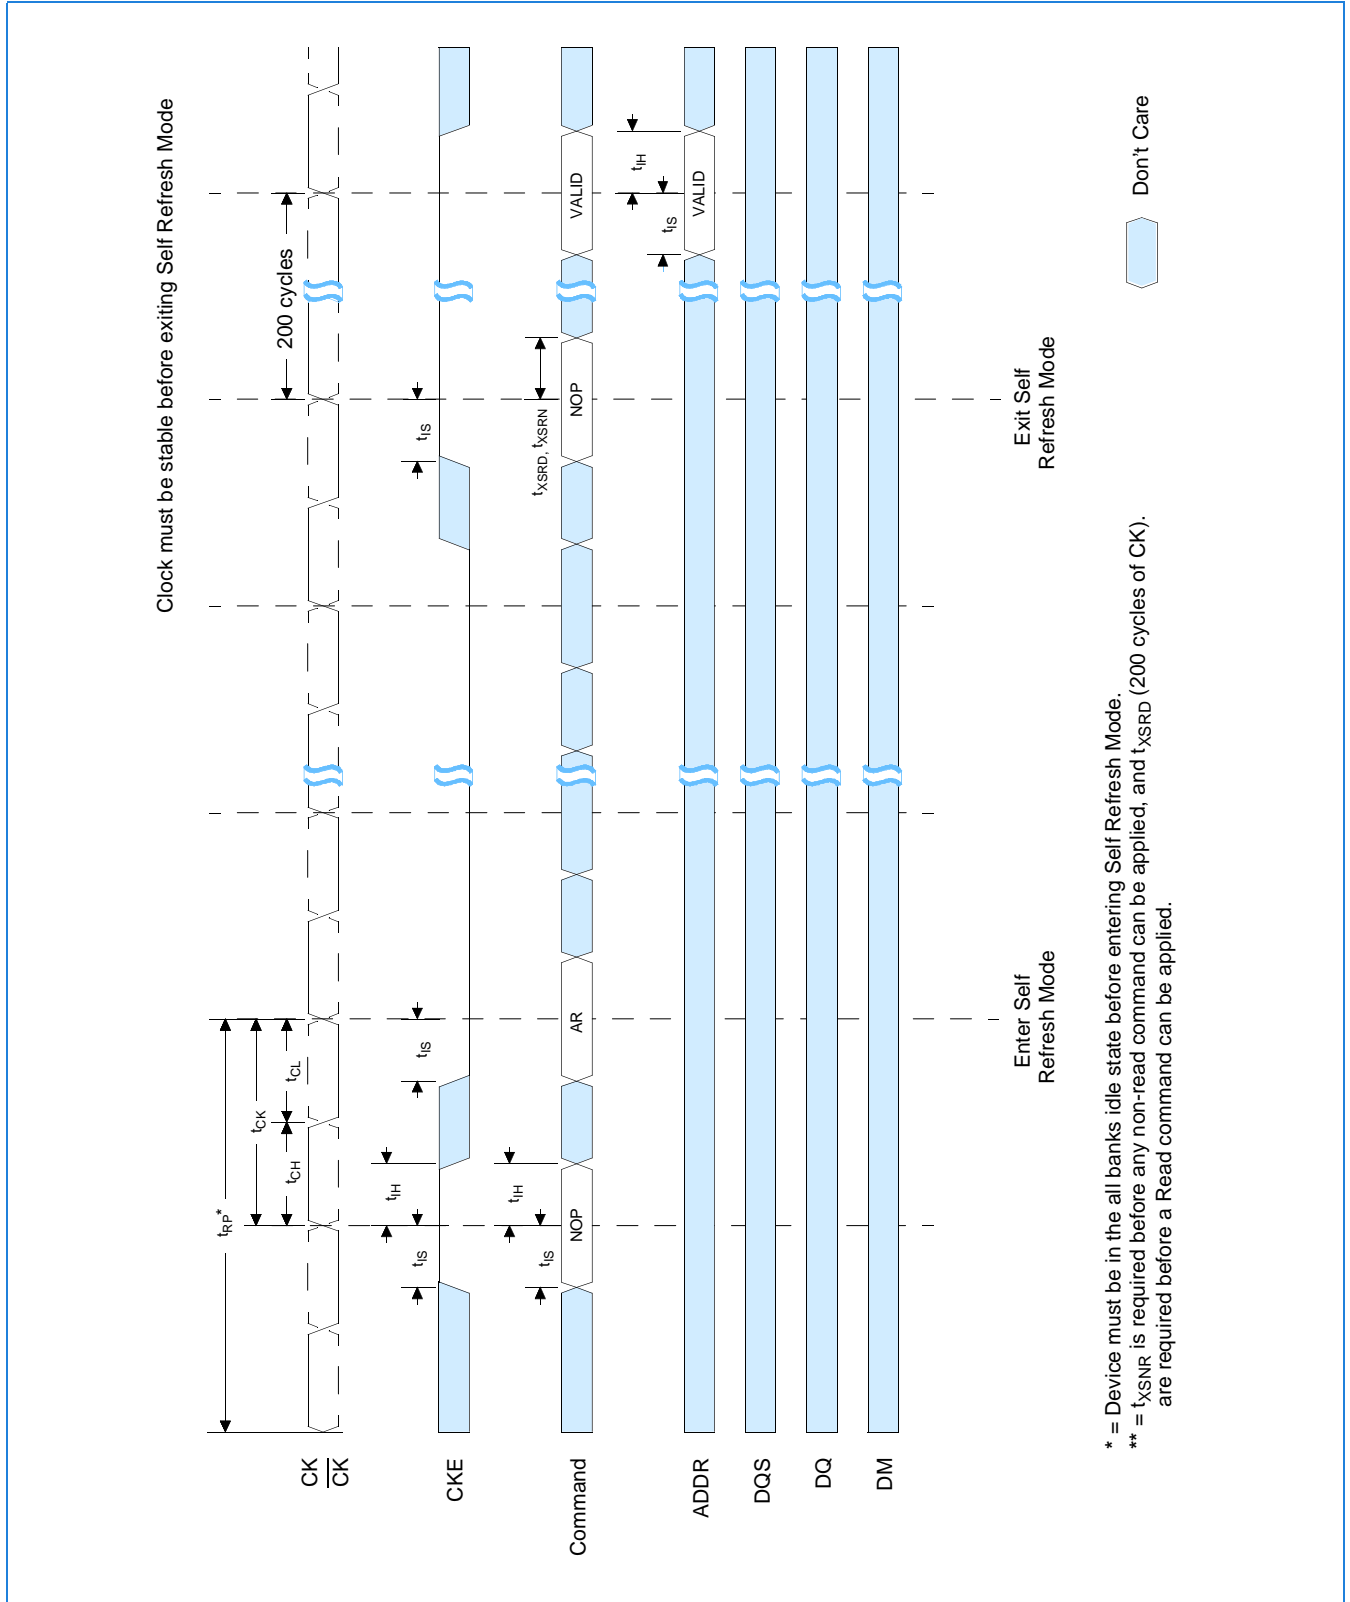 Clock must be stable before exiting Self Refresh Mode
tRP*
tCK
tCH
tCL
200 cycles
CK
CK
tIS
tIH
tIS
tIS
CKE
tIS
tIH
tXSRD, tXSRN
Command
NOP
AR
NOP
VALID
tIS
tIH
ADDR
VALID
DQS
DQ
DM
Enter Self
Refresh Mode
Exit Self
Refresh Mode
Don't Care
* = Device must be in the all banks idle state before entering Self Refresh Mode.
** = tXSNR is required before any non-read command can be applied, and tXSRD (200 cycles of CK).
are required before a Read command can be applied.